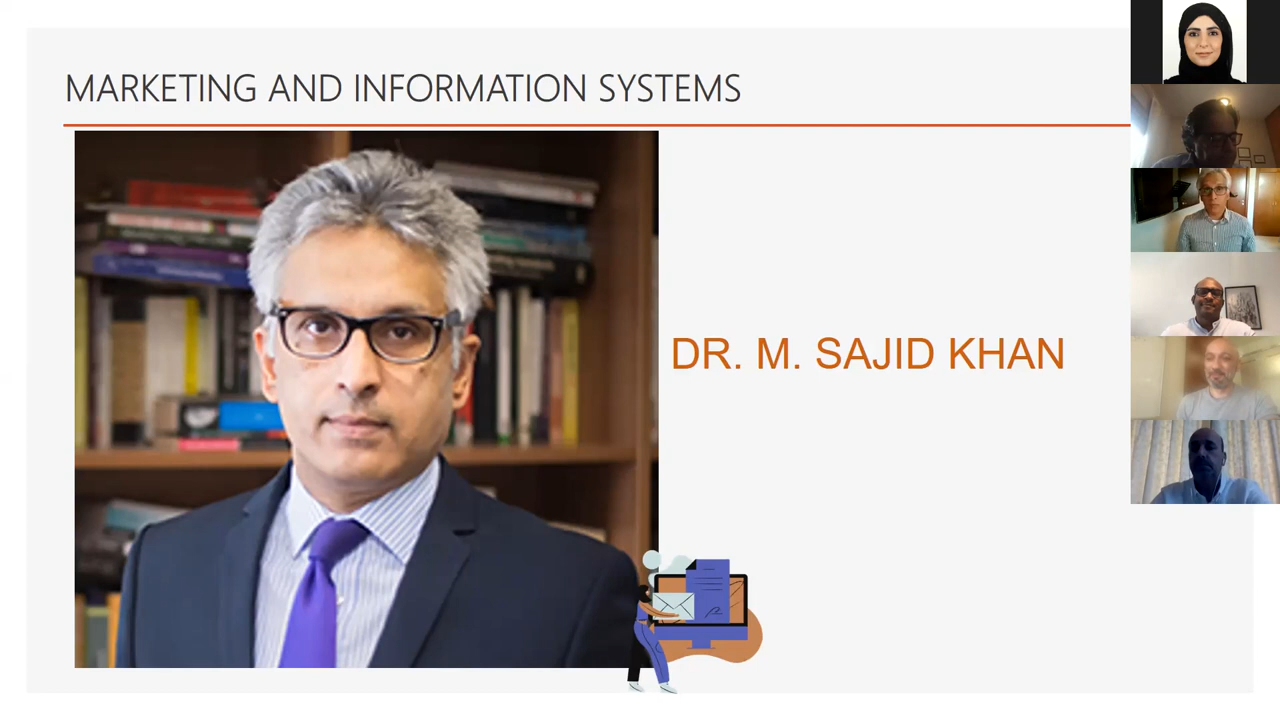 MARKETING AND INFORMATION SYSTEMS
DR. M. SAJID KHAN